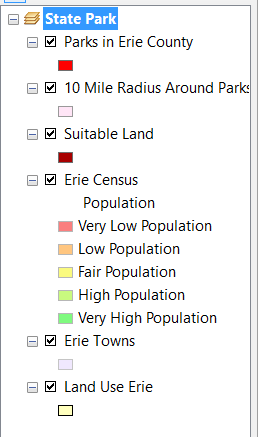 State Park
Parks in Erie County
10 Mile Radius Around Parks
Suitable Land
Erie Census
Population
Very Low Population
Low Population
Fair Population
High Population
Very High Population
Erie Towns
Land Use Erie